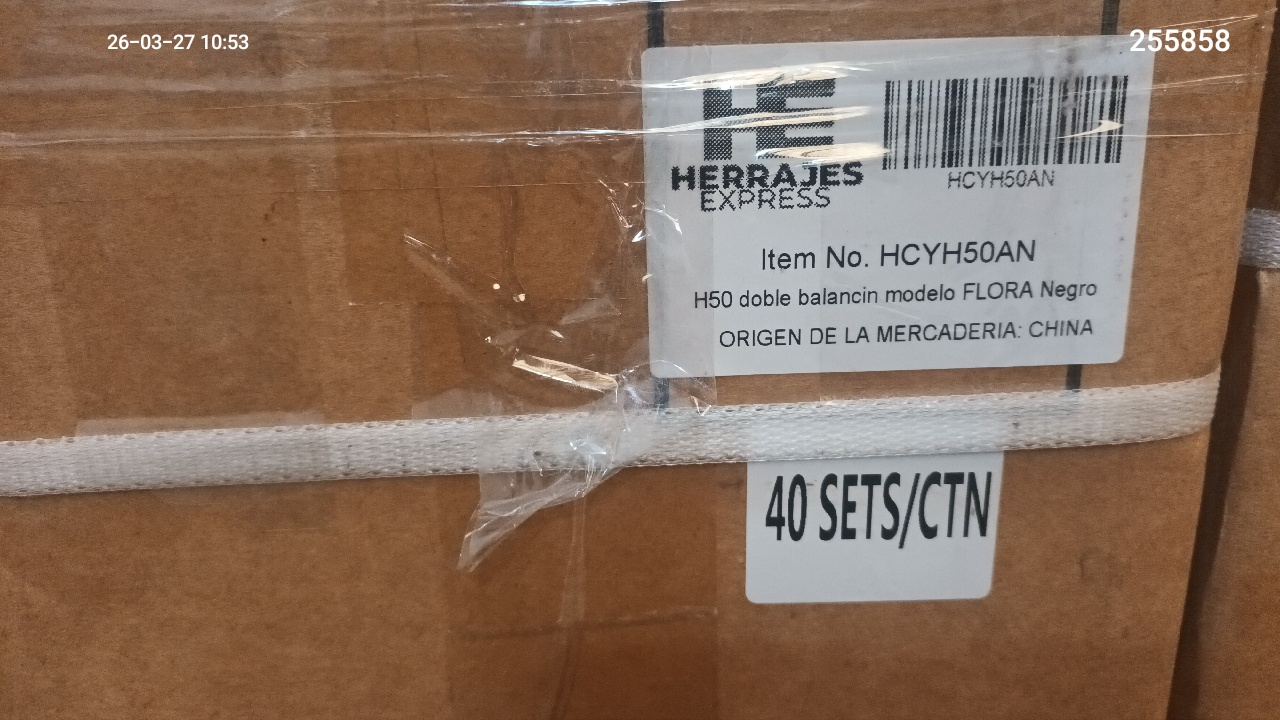 26-03-27 10:53
255858
HE
HERRAJES
EXPRESS
HCYH50AN
Item No. HCYH50AN
H50 doble balancin modelo FLORA Negro
ORIGEN DE LA MERCADERIA: CHINA
40 SETS/CTN